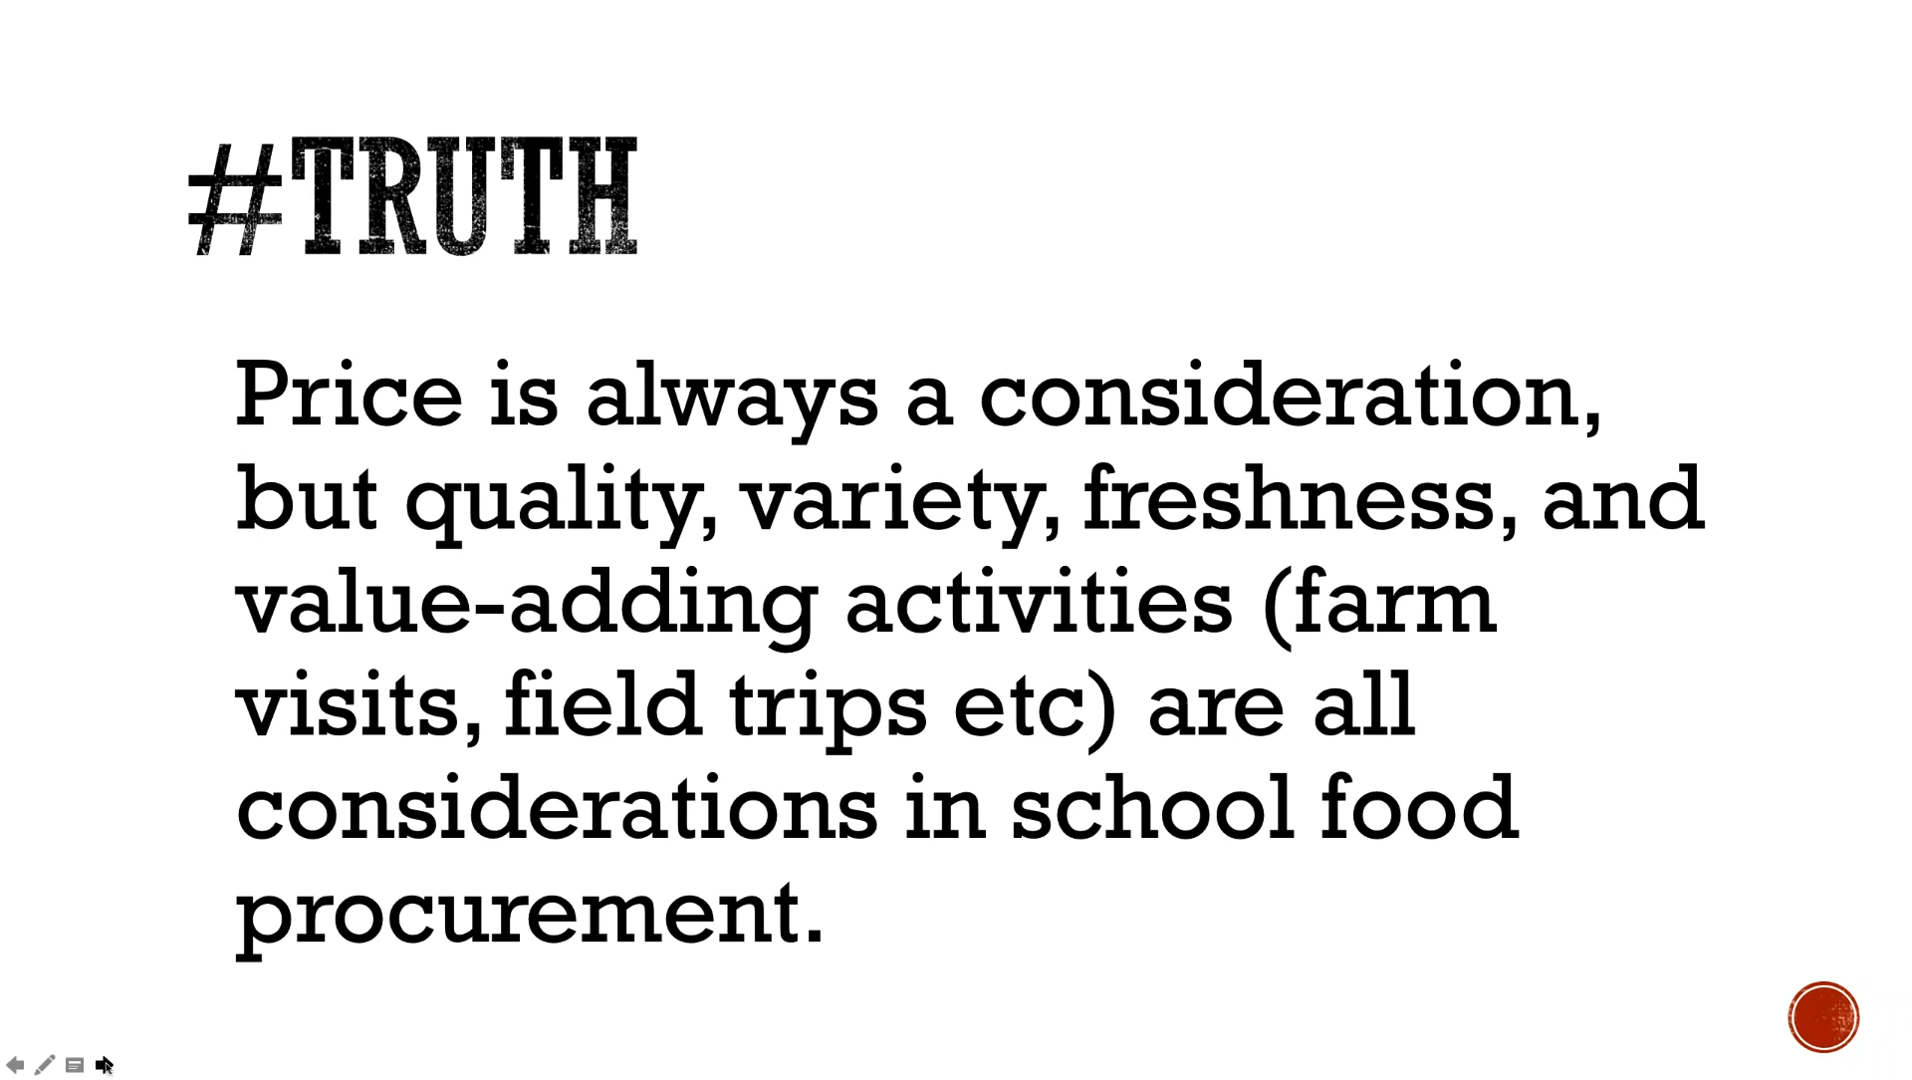 #TRUTH
Price is always a consideration,
but quality, variety, freshness, and
value-adding activities (farm
visits, field trips etc) are all
considerations in school food
procurement.